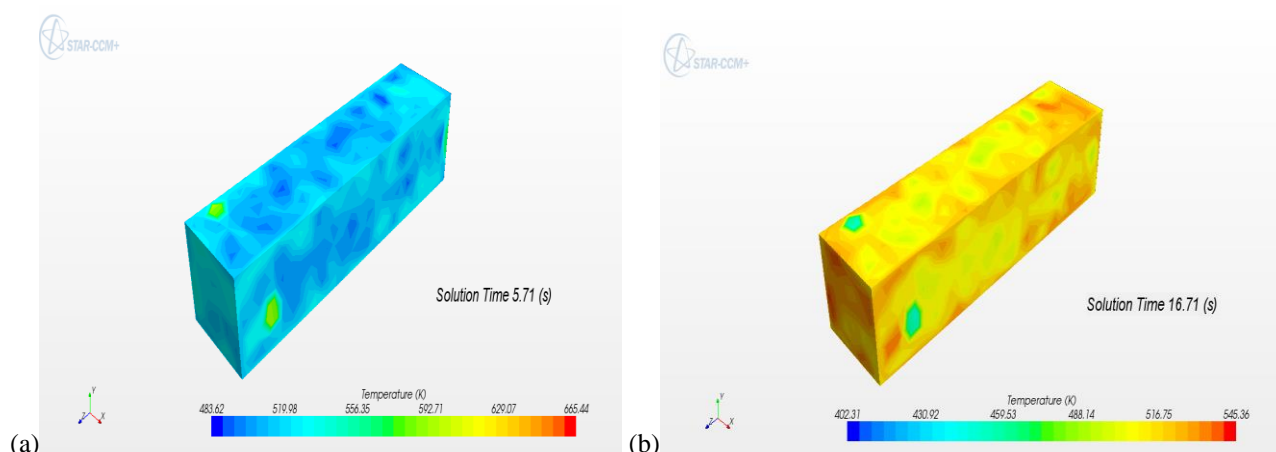 STAR-CCM+
Solution Time 5.71 (s)
Y
Z X
Temperature (K)
483.62 519.98 556.35 592.71 629.07 665.44
(a)
STAR-CCM+
Solution Time 16.71 (s)
Y
Z X
Temperature (K)
402.31 430.92 459.53 488.14 516.75 545.36
(b)